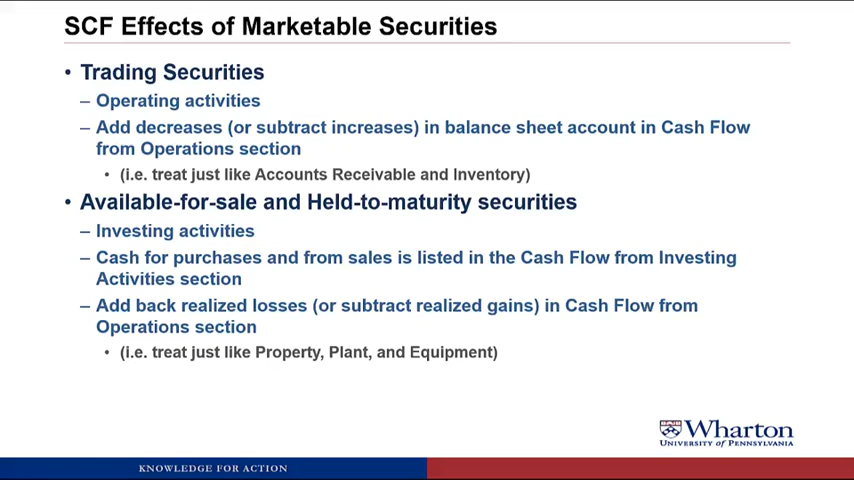 SCF Effects of Marketable Securities
• Trading Securities
– Operating activities
– Add decreases (or subtract increases) in balance sheet account in Cash Flow
from Operations section
• (i.e. treat just like Accounts Receivable and Inventory)
• Available-for-sale and Held-to-maturity securities
– Investing activities
– Cash for purchases and from sales is listed in the Cash Flow from Investing
Activities section
– Add back realized losses (or subtract realized gains) in Cash Flow from
Operations section
• (i.e. treat just like Property, Plant, and Equipment)
Wharton
UNIVERSITY of PENNSYLVANIA
KNOWLEDGE FOR ACTION